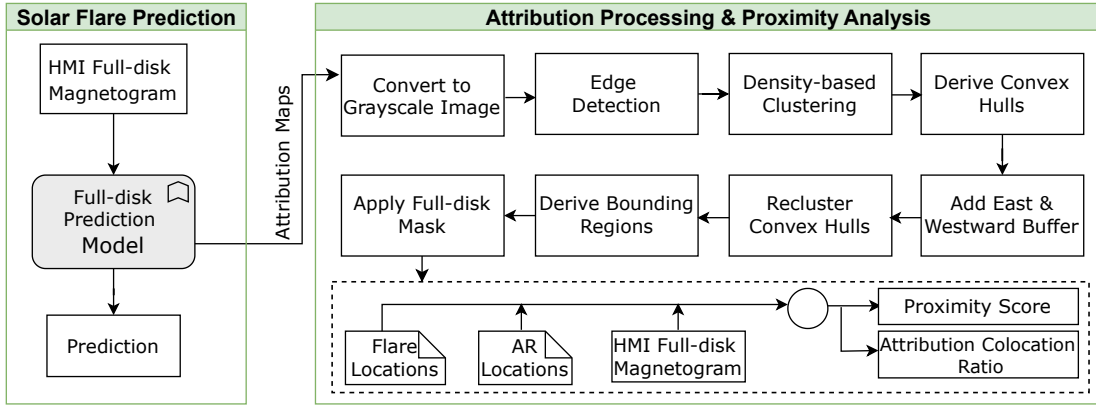 Solar Flare Prediction
HMI Full-disk
Magnetogram
Full-disk
Prediction
Model
Prediction
Attribution Maps
Attribution Processing & Proximity Analysis
Convert to
Grayscale Image
Edge
Detection
Density-based
Clustering
Derive Convex
Hulls
Add East &
Westward Buffer
Recluster
Convex Hulls
Derive Bounding
Regions
Apply Full-disk
Mask
Flare
Locations
AR
Locations
HMI Full-disk
Magnetogram
Proximity Score
Attribution Colocation
Ratio